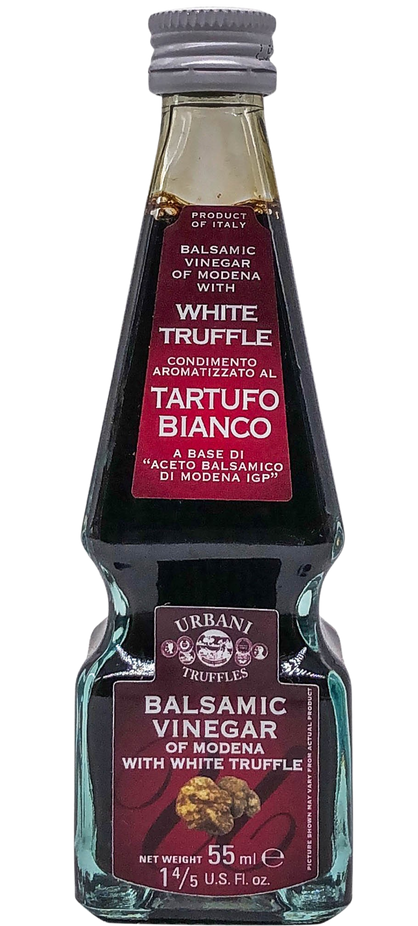 PRODUCT
OF ITALY
BALSAMIC
VINEGAR
OF MODENA
WITH
WHITE
TRUFFLE
CONDIMENTO
AROMATIZZATO AL
TARTUFO
BIANCO
A BASE DI
“ACETO BALSAMICO
DI MODENA IGP”
URBANI
TRUFFLES
BALSAMIC
VINEGAR
OF MODENA
WITH WHITE TRUFFLE
PICTURE SHOWN MAY VARY FROM ACTUAL PRODUCT
NET WEIGHT 55 ml ℮
1 4/5 U.S. Fl. oz.